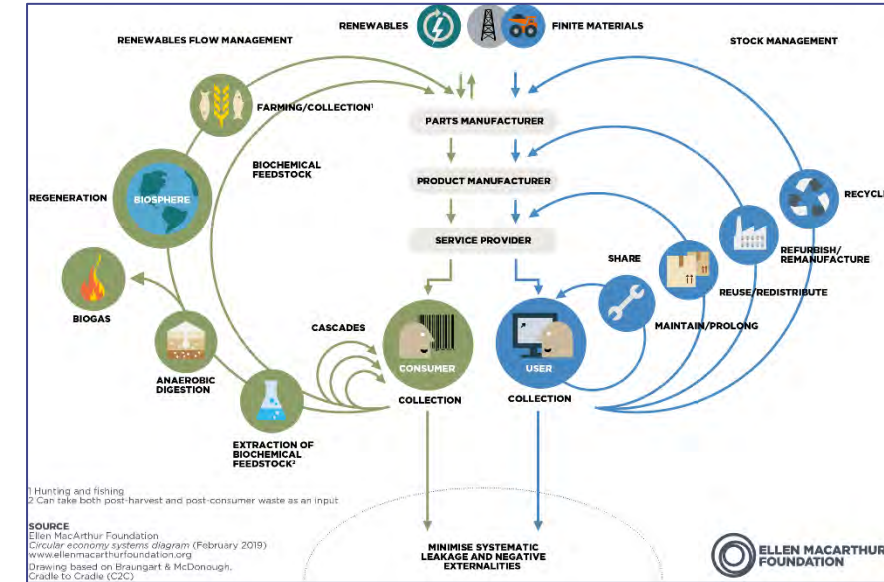 RENEWABLES
FINITE MATERIALS
RENEWABLES FLOW MANAGEMENT
STOCK MANAGEMENT
FARMING/COLLECTION¹
PARTS MANUFACTURER
BIOCHEMICAL
FEEDSTOCK
PRODUCT MANUFACTURER
REGENERATION
BIOSPHERE
RECYCLE
SERVICE PROVIDER
SHARE
REFURBISH/
REMANUFACTURE
REUSE/REDISTRIBUTE
BIOGAS
CASCADES
MAINTAIN/PROLONG
CONSUMER
USER
ANAEROBIC
DIGESTION
COLLECTION
COLLECTION
EXTRACTION OF
BIOCHEMICAL
FEEDSTOCK²
1 Hunting and fishing
2 Can take both post-harvest and post-consumer waste as an input
SOURCE
Ellen MacArthur Foundation
Circular economy systems diagram (February 2019)
www.ellenmacarthurfoundation.org
Drawing based on Braungart & McDonough,
Cradle to Cradle (C2C)
MINIMISE SYSTEMATIC
LEAKAGE AND NEGATIVE
EXTERNALITIES
ELLEN MACARTHUR
FOUNDATION